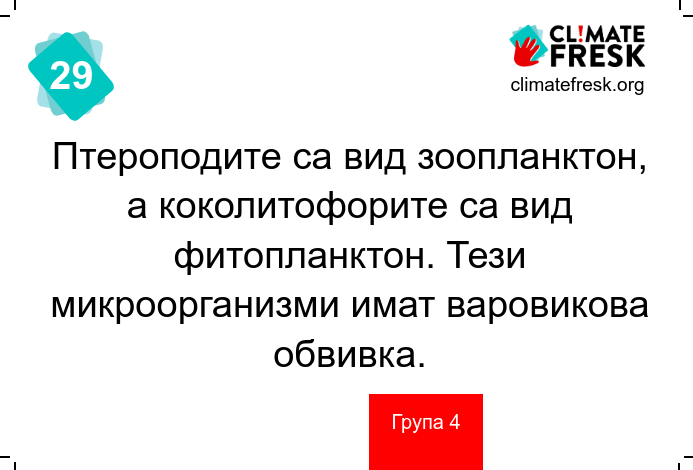 29
CL!MATE
FRESK
climatefresk.org
Птероподите са вид зоопланктон,
а коколитофорите са вид
фитопланктон. Тези
микроорганизми имат варовикова
обвивка.
Група 4